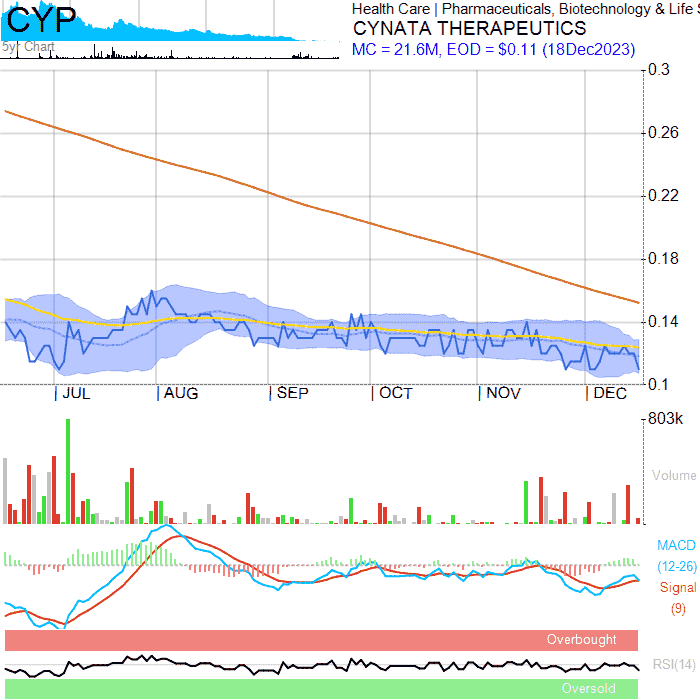 CYP
Health Care | Pharmaceuticals, Biotechnology & Life
CYNATA THERAPEUTICS
5yr Chart
MC = 21.6M, EOD = $0.11 (18Dec2023)
0.3
0.26
0.22
0.18
0.14
0.1
JUL AUG SEP OCT NOV DEC
803k
Volume
MACD
(12-26)
Signal
(9)
Overbought
RSI(14)
Oversold